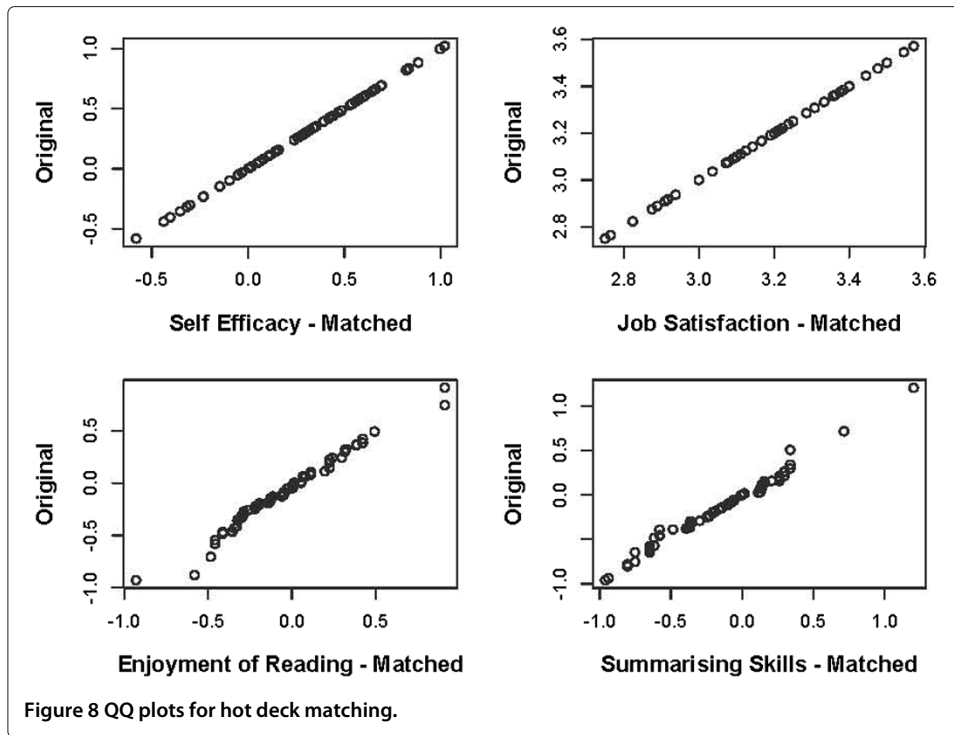 Original
1.0
0.5
0.0
-0.5
-0.5 0.0 0.5 1.0
Self Efficacy - Matched
Original
3.6
3.4
3.2
3.0
2.8
2.8 3.0 3.2 3.4 3.6
Job Satisfaction - Matched
Original
0.5
0.0
-0.5
-1.0
-1.0 -0.5 0.0 0.5
Enjoyment of Reading - Matched
Original
1.0
0.5
0.0
-1.0
-1.0 -0.5 0.0 0.5 1.0
Summarising Skills - Matched
Figure 8 QQ plots for hot deck matching.